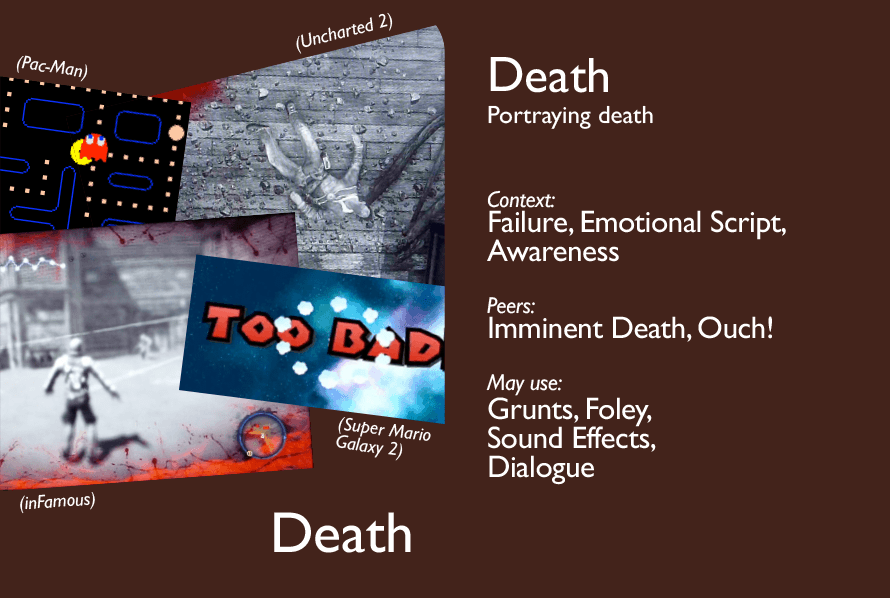 (Uncharted 2)
(Pac-Man)
TOO BAD
(Super Mario
Galaxy 2)
(inFamous)
Death
Death
Portraying death
Context:
Failure, Emotional Script,
Awareness
Peers:
Imminent Death, Ouch!
May use:
Grunts, Foley,
Sound Effects,
Dialogue